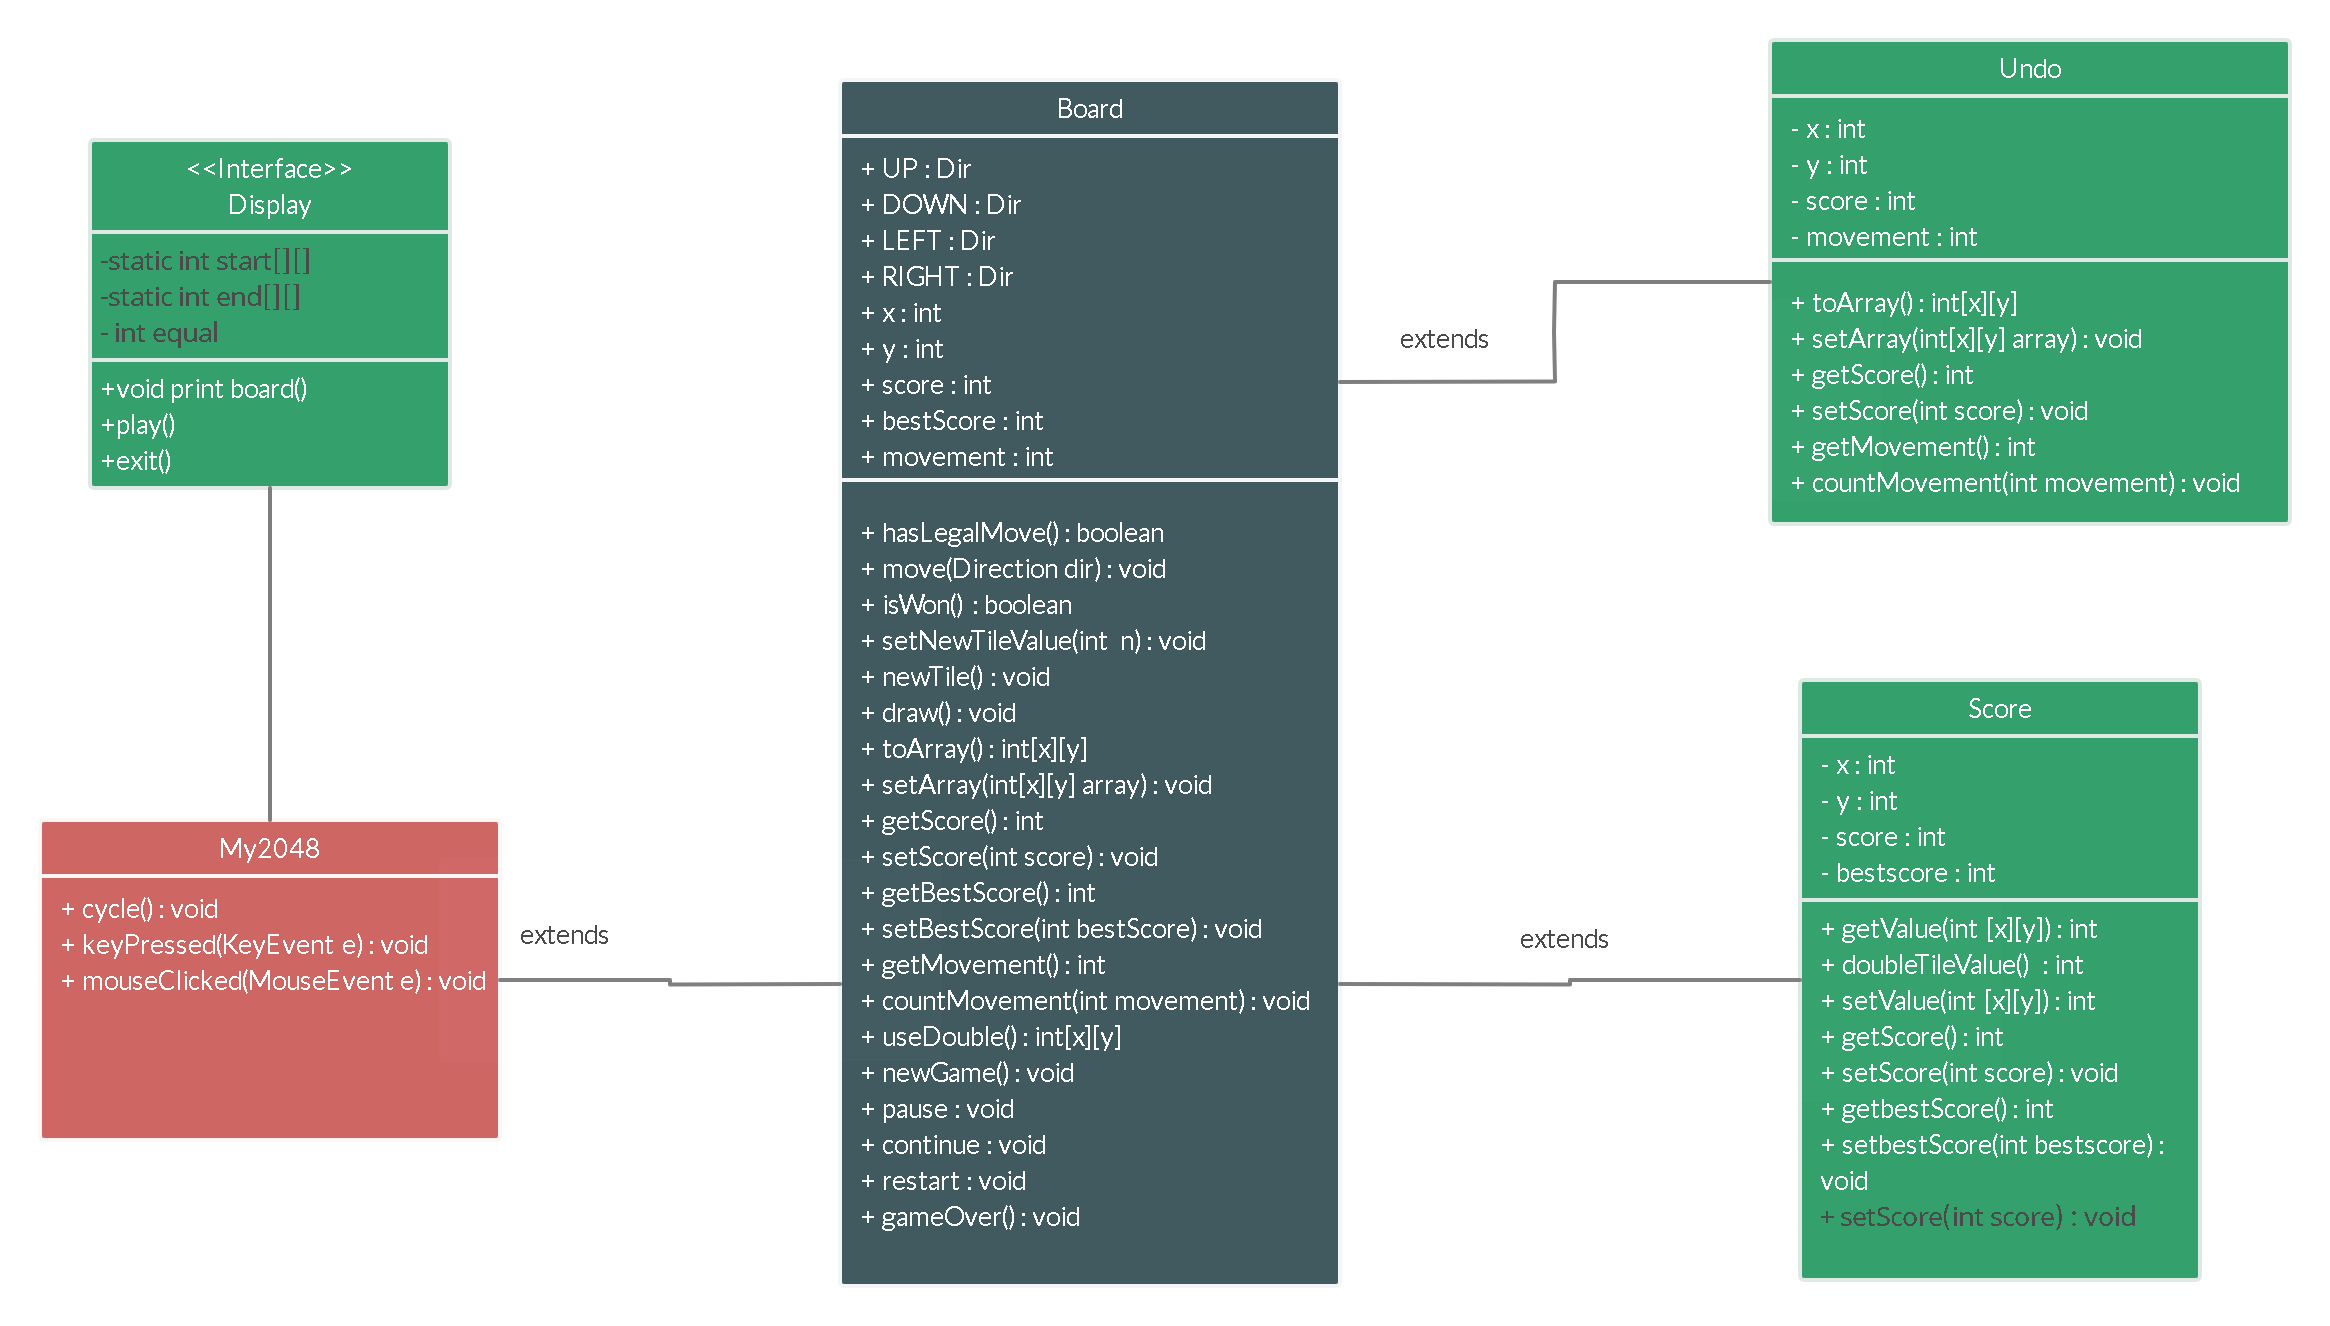 <<Interface>>
Display
-static int start[][]
-static int end[][]
- int equal
+void print board()
+play()
+exit()
My2048
+ cycle() : void
+ keyPressed(KeyEvent e) : void
+ mouseClicked(MouseEvent e) : void
extends
Board
+ UP : Dir
+ DOWN : Dir
+ LEFT : Dir
+ RIGHT : Dir
+ x : int
+ y : int
+ score : int
+ bestScore : int
+ movement : int
+ hasLegalMove() : boolean
+ move(Direction dir) : void
+ isWon() : boolean
+ setNewTileValue(int n) : void
+ newTile() : void
+ draw() : void
+ toArray() : int[x][y]
+ setArray(int[x][y] array) : void
+ getScore() : int
+ setScore(int score) : void
+ getBestScore() : int
+ setBestScore(int bestScore) : void
+ getMovement() : int
+ countMovement(int movement) : void
+ useDouble() : int[x][y]
+ newGame() : void
+ pause : void
+ continue : void
+ restart : void
+ gameOver() : void
extends
Undo
- x : int
- y : int
- score : int
- movement : int
+ toArray() : int[x][y]
+ setArray(int[x][y] array) : void
+ getScore() : int
+ setScore(int score) : void
+ getMovement() : int
+ countMovement(int movement) : void
extends
Score
- x : int
- y : int
- score : int
- bestscore : int
+ getValue(int [x][y]) : int
+ doubleTileValue() : int
+ setValue(int [x][y]) : int
+ getScore() : int
+ setScore(int score) : void
+ getbestScore() : int
+ setbestScore(int bestscore) :
void
+ setScore(int score) : void